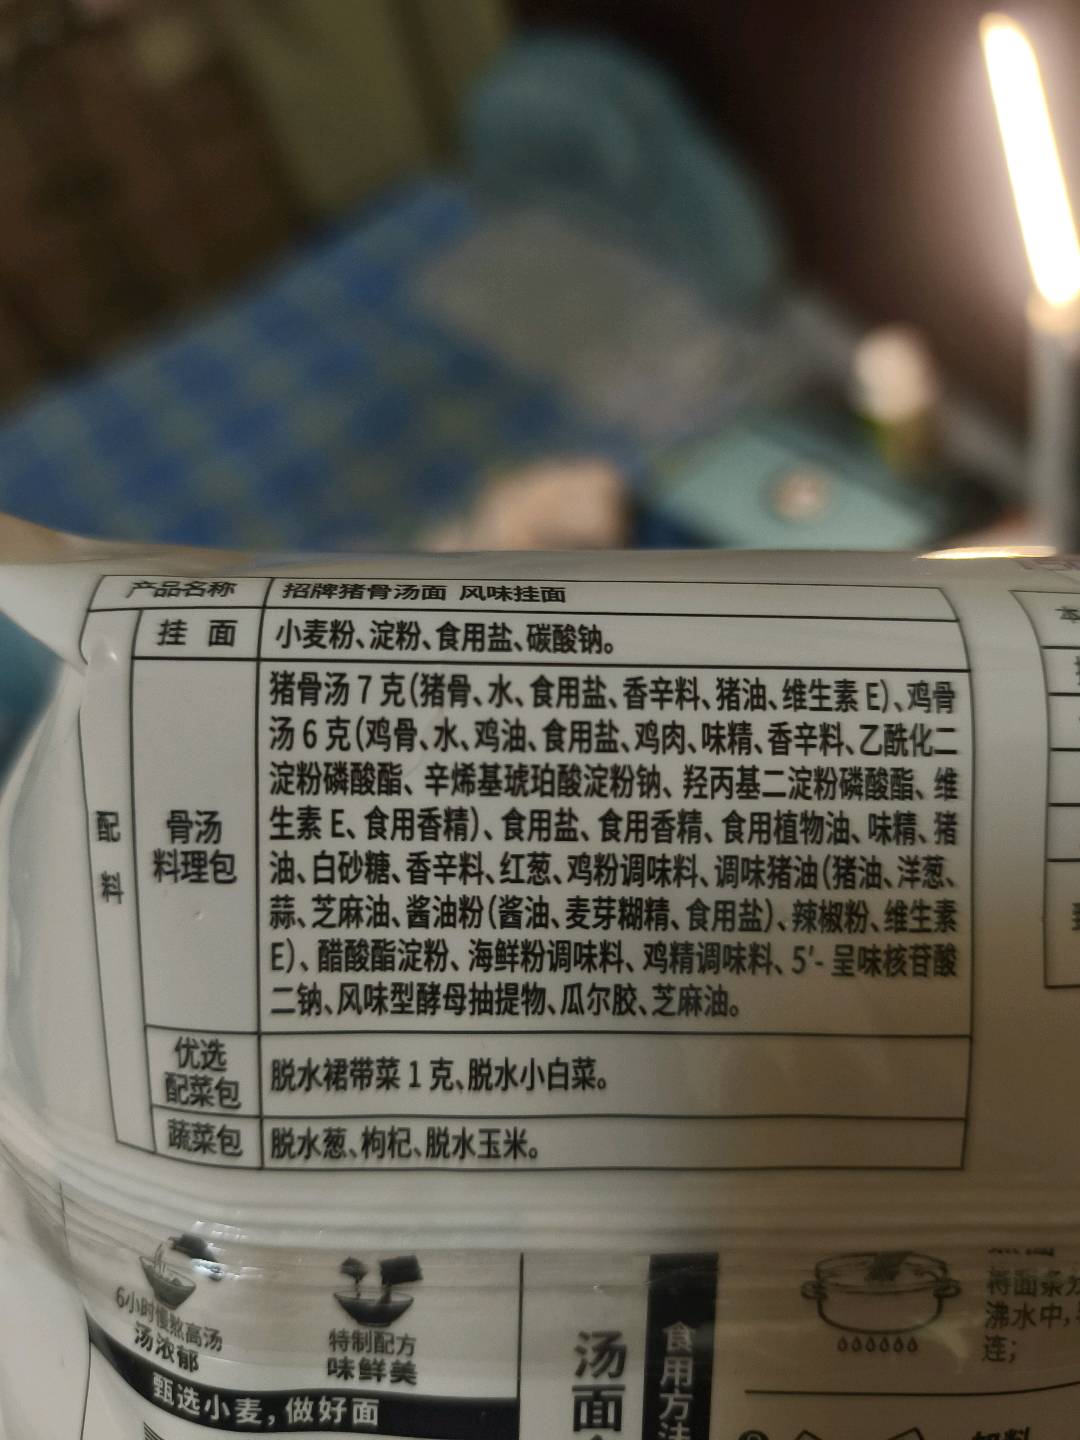 产品名称 招牌猪骨汤面 风味挂面
配料
挂面 小麦粉、淀粉、食用盐、碳酸钠。
骨汤
料理包
猪骨汤 7 克(猪骨、水、食用盐、香辛料、猪油、维生素 E)、鸡骨
汤 6 克(鸡骨、水、鸡油、食用盐、鸡肉、味精、香辛料、乙酰化二
淀粉磷酸酯、辛烯基琥珀酸淀粉钠、羟丙基二淀粉磷酸酯、维
生素 E、食用香精)、食用盐、食用香精、食用植物油、味精、猪
油、白砂糖、香辛料、红葱、鸡粉调味料、调味猪油(猪油、洋葱、
蒜、芝麻油、酱油粉(酱油、麦芽糊精、食用盐)、辣椒粉、维生素
E)、醋酸酯淀粉、海鲜粉调味料、鸡精调味料、5'- 呈味核苷酸
二钠、风味型酵母抽提物、瓜尔胶、芝麻油。
优选
配菜包
脱水裙带菜 1 克、脱水小白菜。
蔬菜包 脱水葱、枸杞、脱水玉米。
6小时慢熬高汤
汤浓郁
特制配方
味鲜美
甄选小麦,做好面
汤面
食用方法
将面条
沸水中,
连;